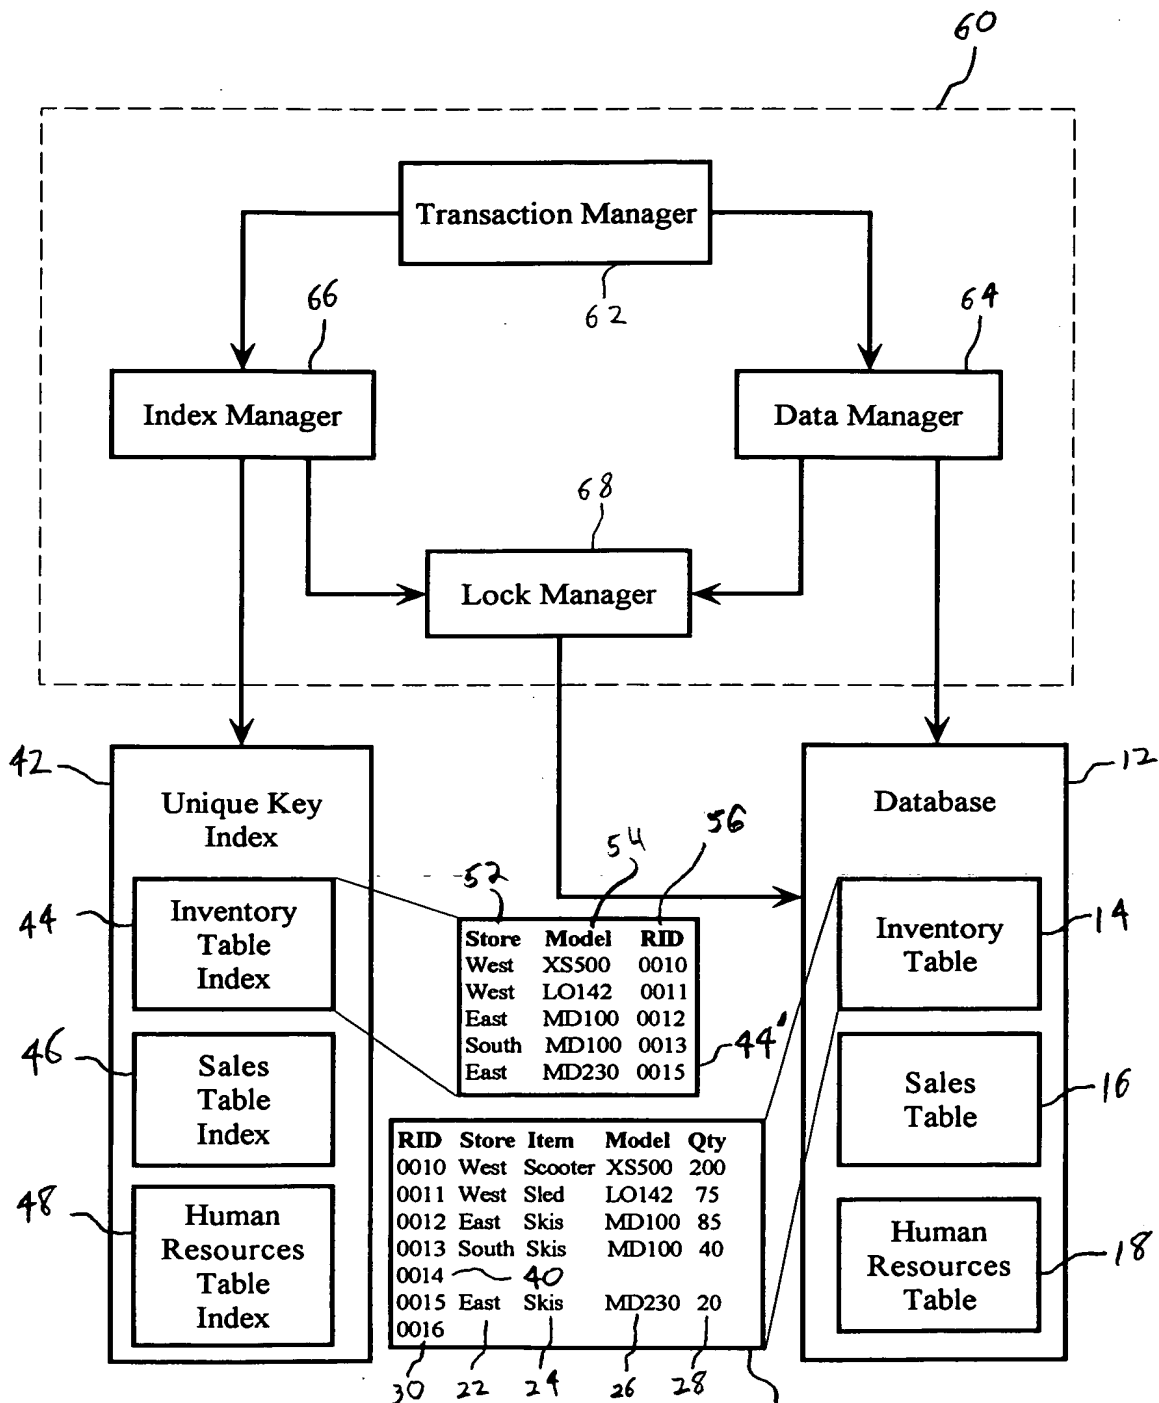 60
Transaction Manager
62
66
64
Index Manager
Data Manager
68
Lock Manager
42
12
Unique Key
Index
Database
52
54
56
44
Inventory
Table
Index
Store Model RID
West XS500 0010
West LO142 0011
East MD100 0012
South MD100 0013
East MD230 0015
44'
Inventory
Table
14
46
Sales
Table
Index
Sales
Table
16
RID Store Item Model Qty
0010 West Scooter XS500 200
0011 West Sled LO142 75
0012 East Skis MD100 85
0013 South Skis MD100 40
0014 40
0015 East Skis MD230 20
0016
48
Human
Resources
Table
Index
Human
Resources
Table
18
30 22 24 26 28